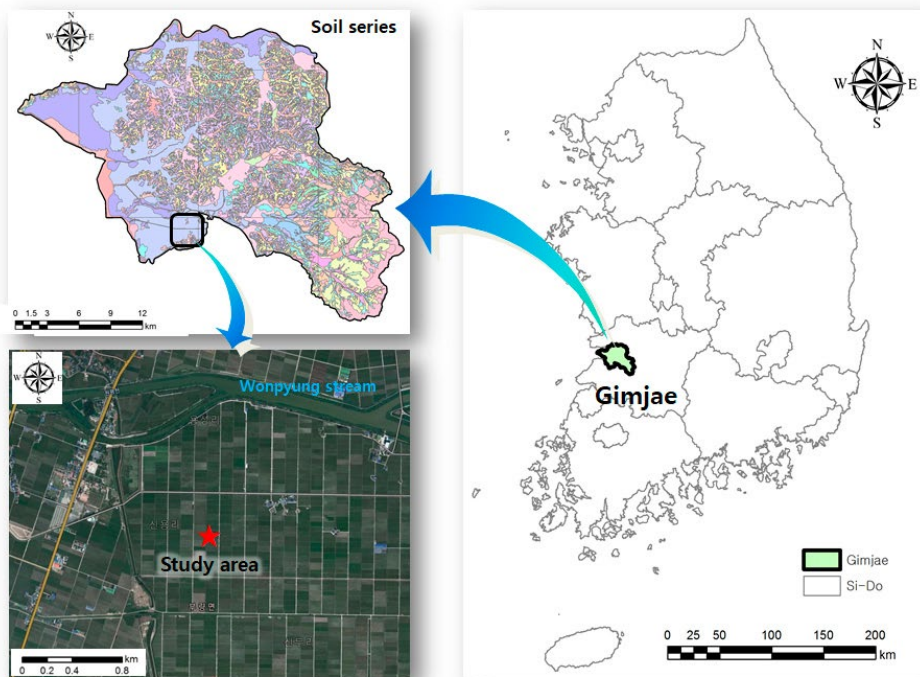 Soil series
N
W E
S
0 1.5 3 6 9 12
km
N
W E
S
Wonpyung stream
Study area
km
0 0.2 0.4 0.8
N
W E
S
Gimjae
Gimjae
Si-Do
0 25 50 100 150 200
km